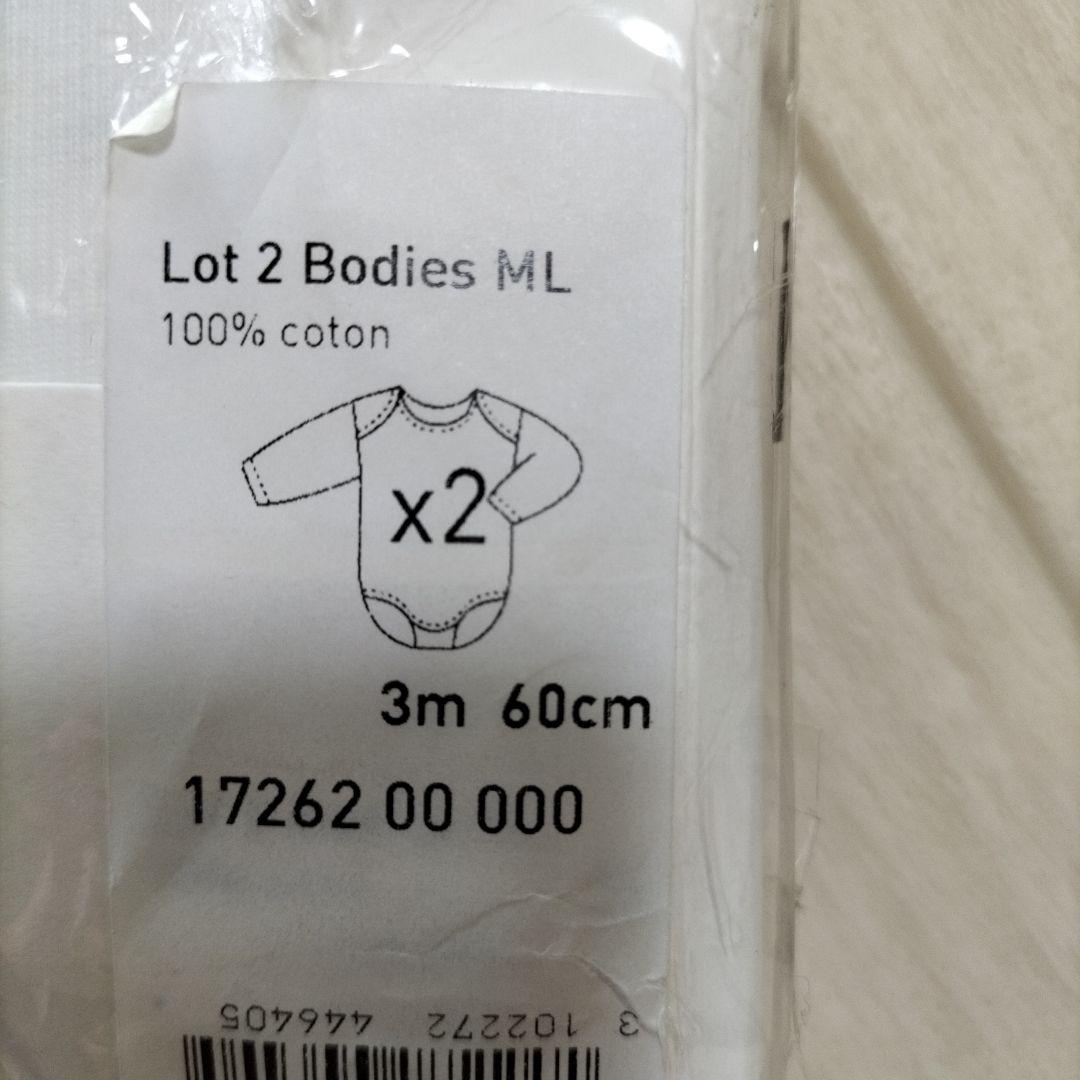 Lot 2 Bodies ML
100% coton
x2
3m 60cm
17262 00 000
3 102272 446405